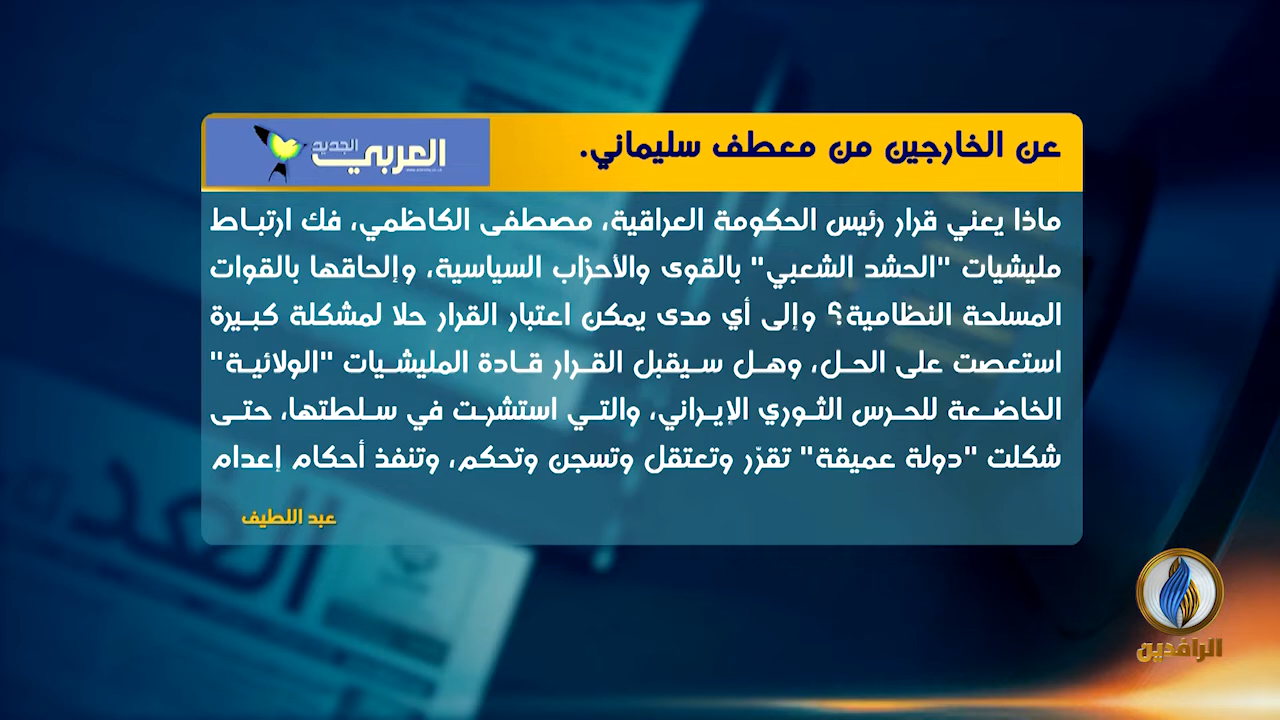 عن الخارجين من معطف سليماني.
العربي الجديد
ماذا يعني قرار رئيس الحكومة العراقية، مصطفى الكاظمي، فك ارتباط
مليشيات "الحشد الشعبي" بالقوى والأحزاب السياسية، وإلحاقها بالقوات
المسلحة النظامية؟ وإلى أي مدى يمكن اعتبار القرار حلا لمشكلة كبيرة
استعصت على الحل، وهل سيقبل القرار قادة المليشيات "الولائية"
الخاضعة للحرس الثوري الإيراني، والتي استشرت في سلطتها، حتى
شكلت "دولة عميقة" تقرّر وتعتقل وتسجن وتحكم، وتنفذ أحكام إعدام
عبد اللطيف
الرافدين